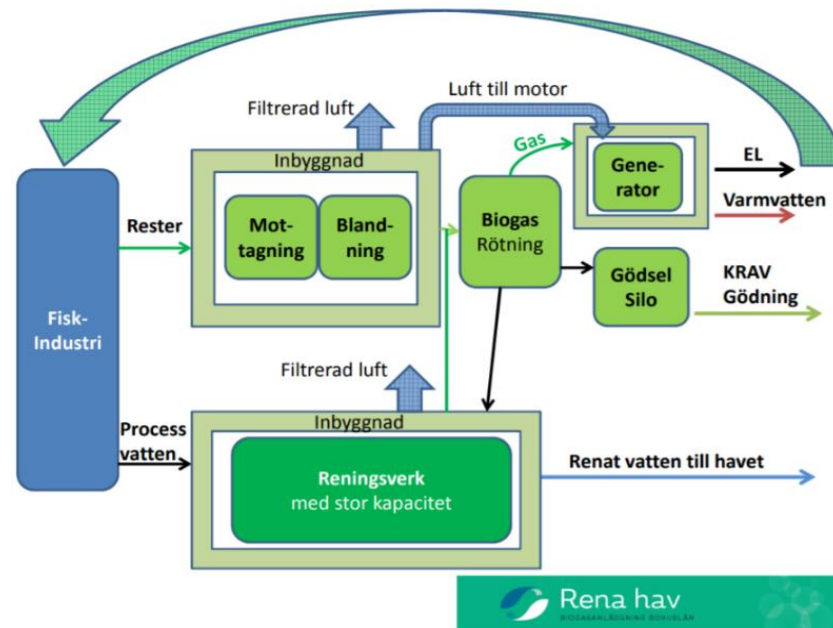 Luft till motor
Filtrerad luft
Gas
Inbyggnad
Gene-
rator
EL
Varmvatten
Rester
Mot-
tagning
Bland-
ning
Biogas
Rötning
Gödsel
Silo
KRAV
Gödning
Fisk-
Industri
Filtrerad luft
Process
vatten
Inbyggnad
Reningsverk
med stor kapacitet
Renat vatten till havet
Rena hav
BIOGASANLÄGGNING BOHUSLÄN